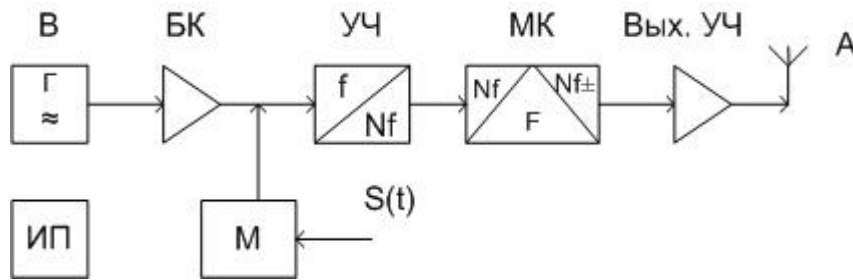 В БК УЧ МК Вых. УЧ А
Г f Nf Nf±
≈ Nf F
ИП М S(t)